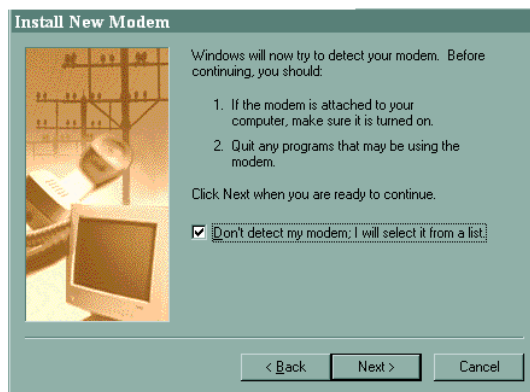 Install New Modem
Windows will now try to detect your modem. Before
continuing, you should:
1. If the modem is attached to your
computer, make sure it is turned on.
2. Quit any programs that may be using the
modem.
Click Next when you are ready to continue.
Don't detect my modem; I will select it from a list.
< Back
Next >
Cancel